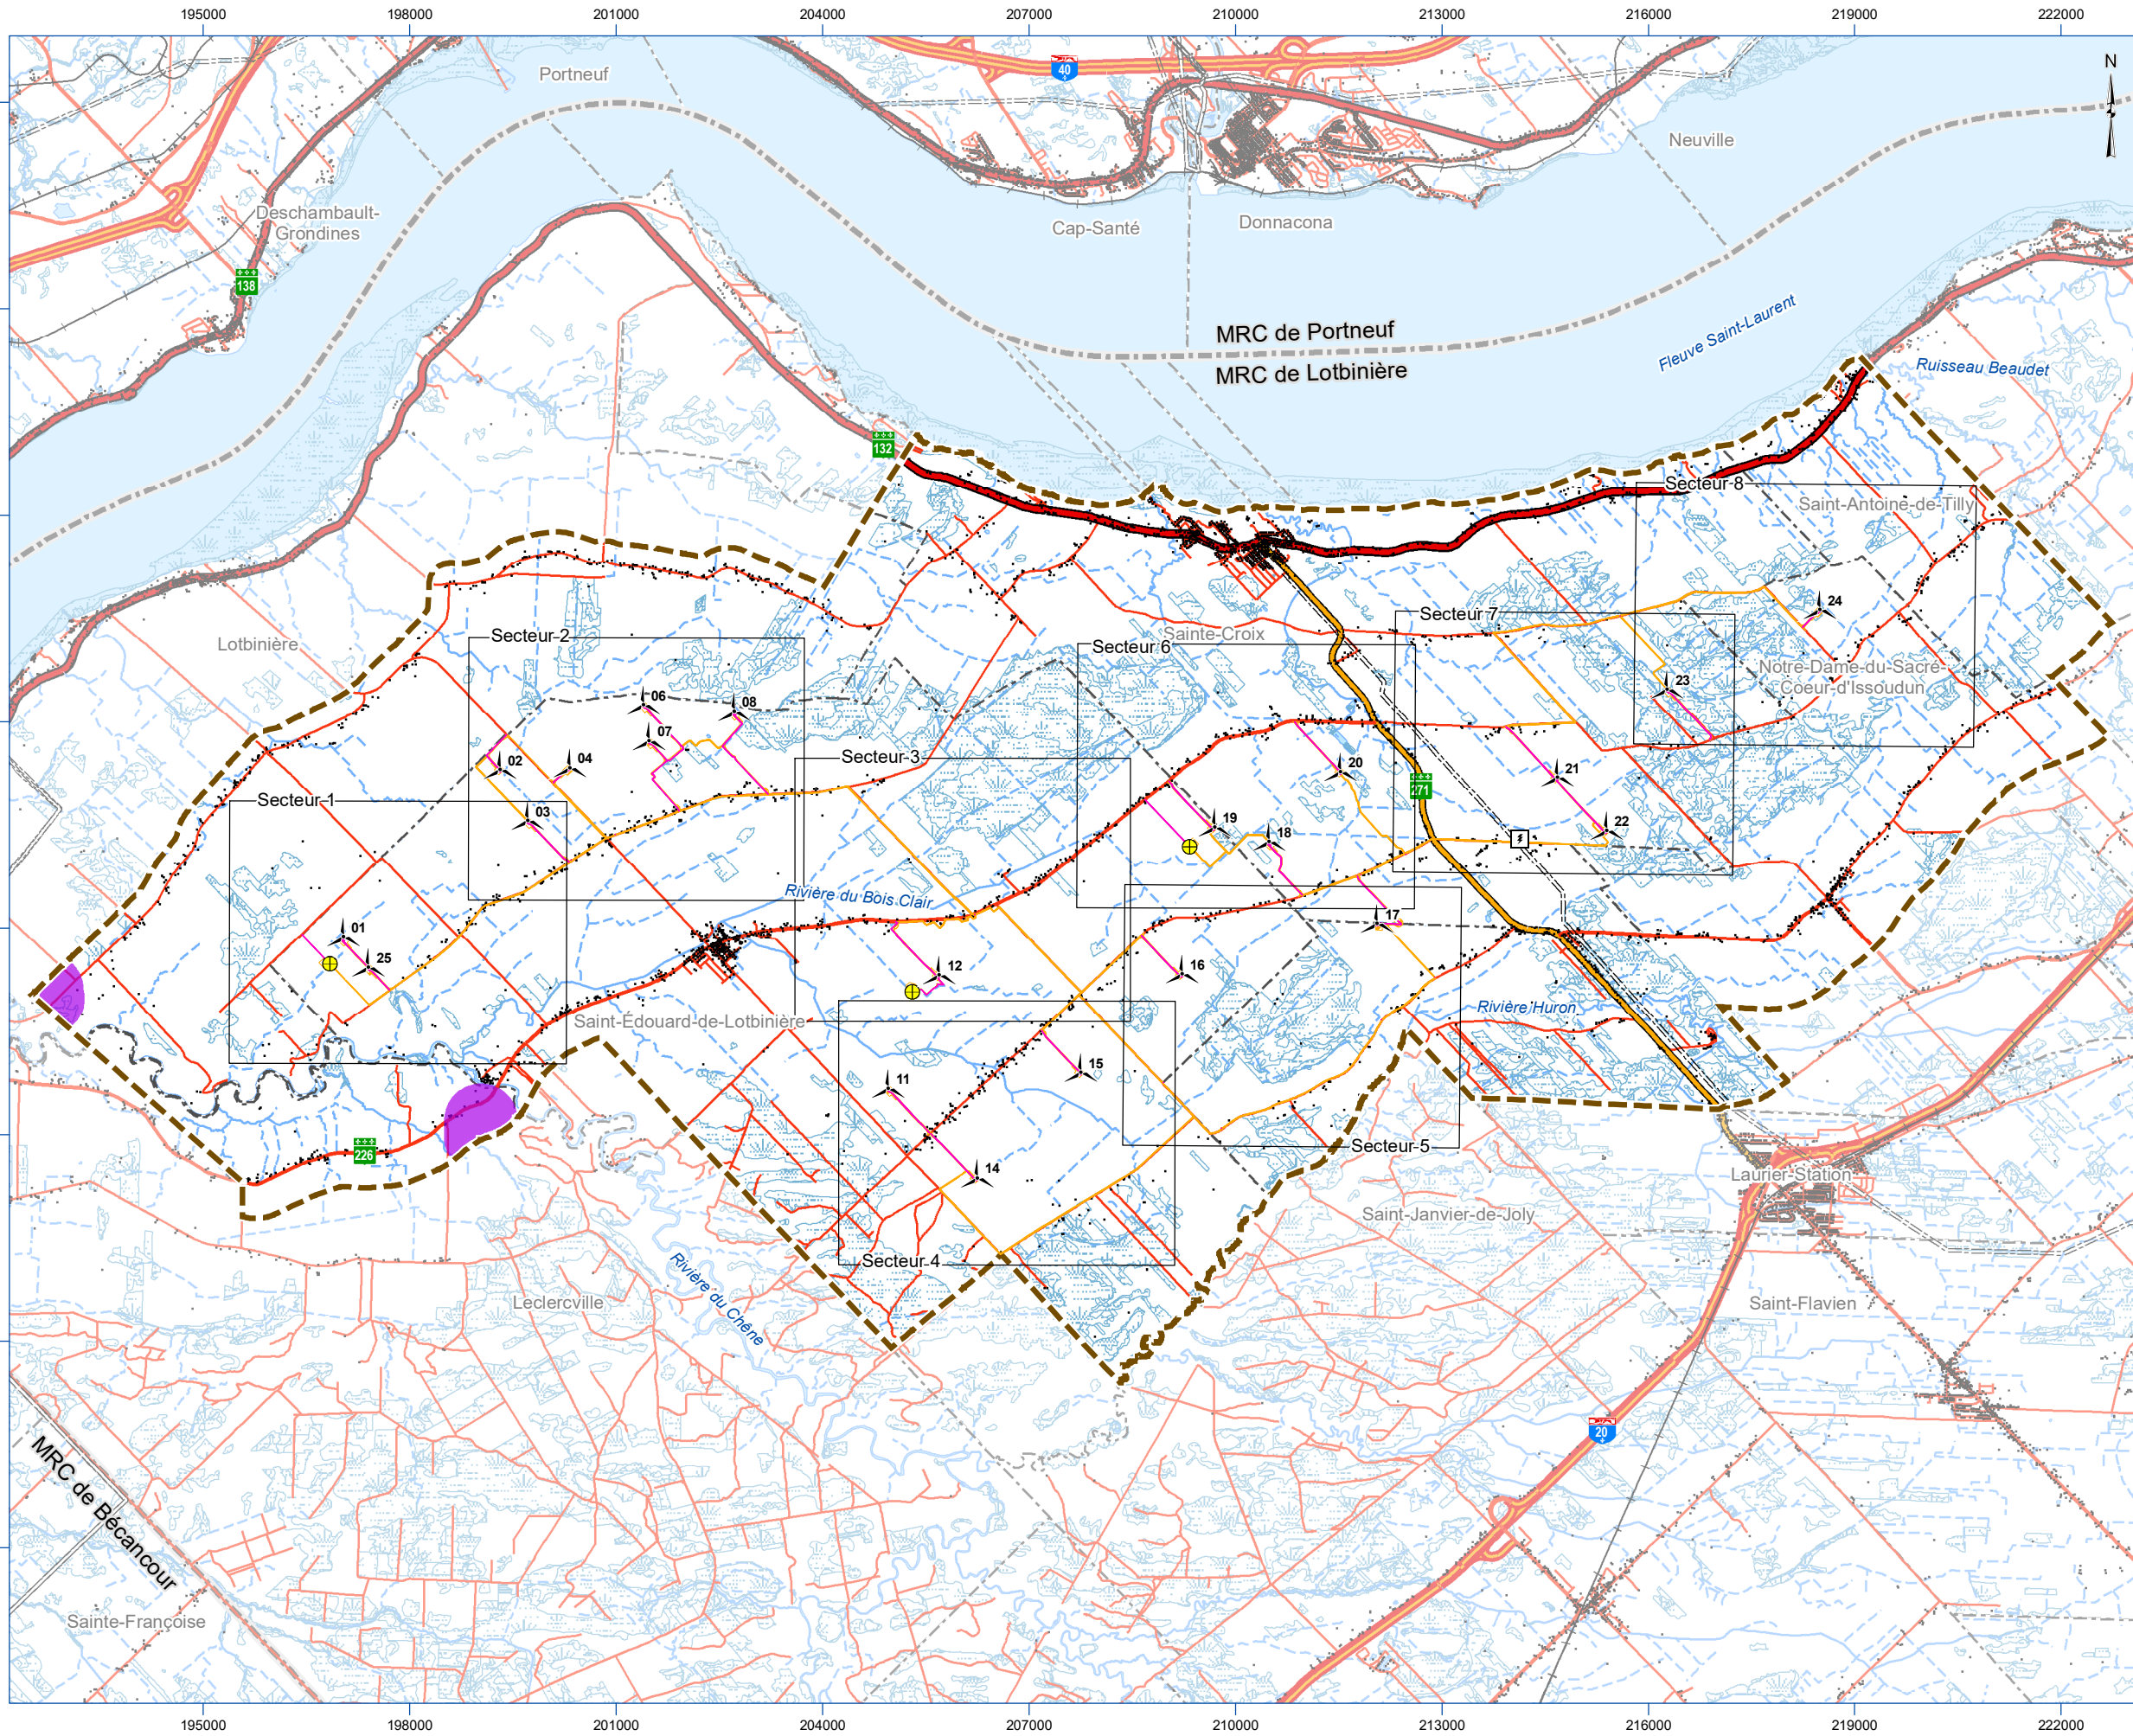 195000 198000 201000 204000 207000 210000 213000 216000 219000 222000
N
40
Portneuf
Neuville
Deschambault-
Grondines
Cap-Santé
Donnacona
138
MRC de Portneuf
MRC de Lotbinière
Fleuve Saint-Laurent
Ruisseau Beaudet
132
Secteur 8
Saint-Antoine-de-Tilly
24
Secteur 7
Sainte-Croix
Secteur 2
Lotbinière
Secteur 6
Notre-Dame-du-Sacré-
Coeur-d'Issoudun
23
06
08
07
Secteur 3
02
04
20
21
271
Secteur 1
03
19
18
22
Rivière du Bois Clair
17
01
25
12
16
Rivière Huron
Saint-Édouard-de-Lotbinière
15
11
226
Secteur 5
14
Laurier-Station
Saint-Janvier-de-Joly
Secteur 4
Rivière du Chêne
Leclercville
Saint-Flavien
20
MRC de Bécancour
Sainte-Françoise
195000 198000 201000 204000 207000 210000 213000 216000 219000 222000